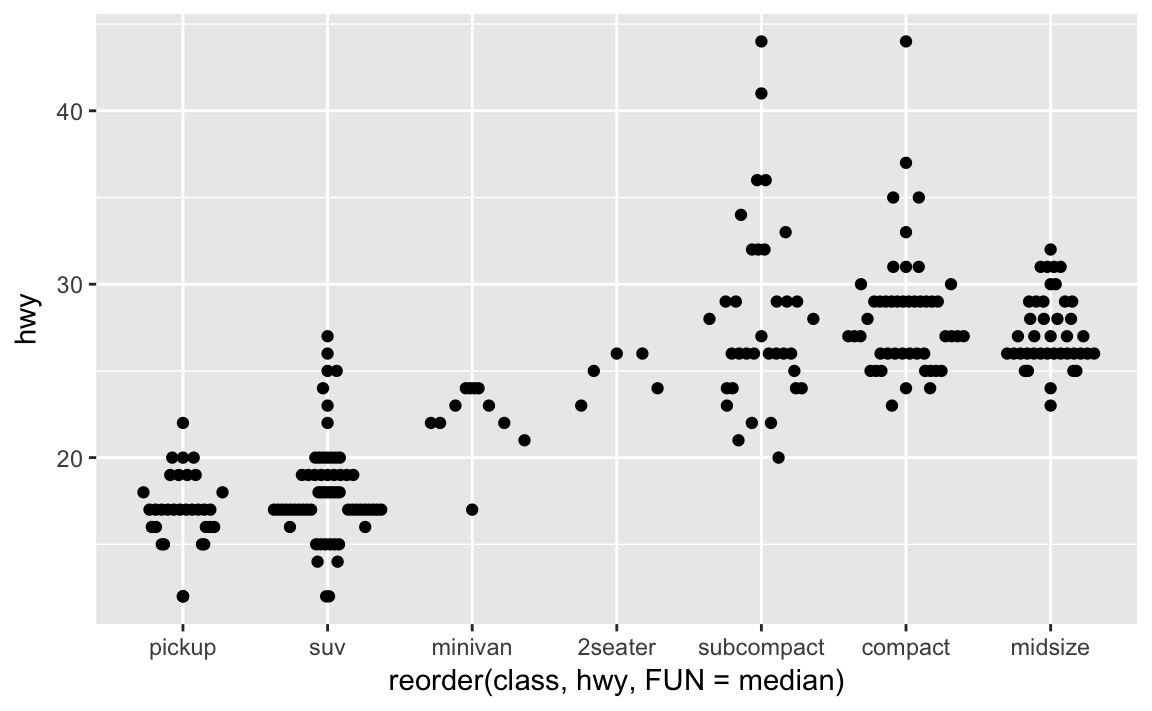 hwy
40
30
20
pickup suv minivan 2seater subcompact compact midsize
reorder(class, hwy, FUN = median)